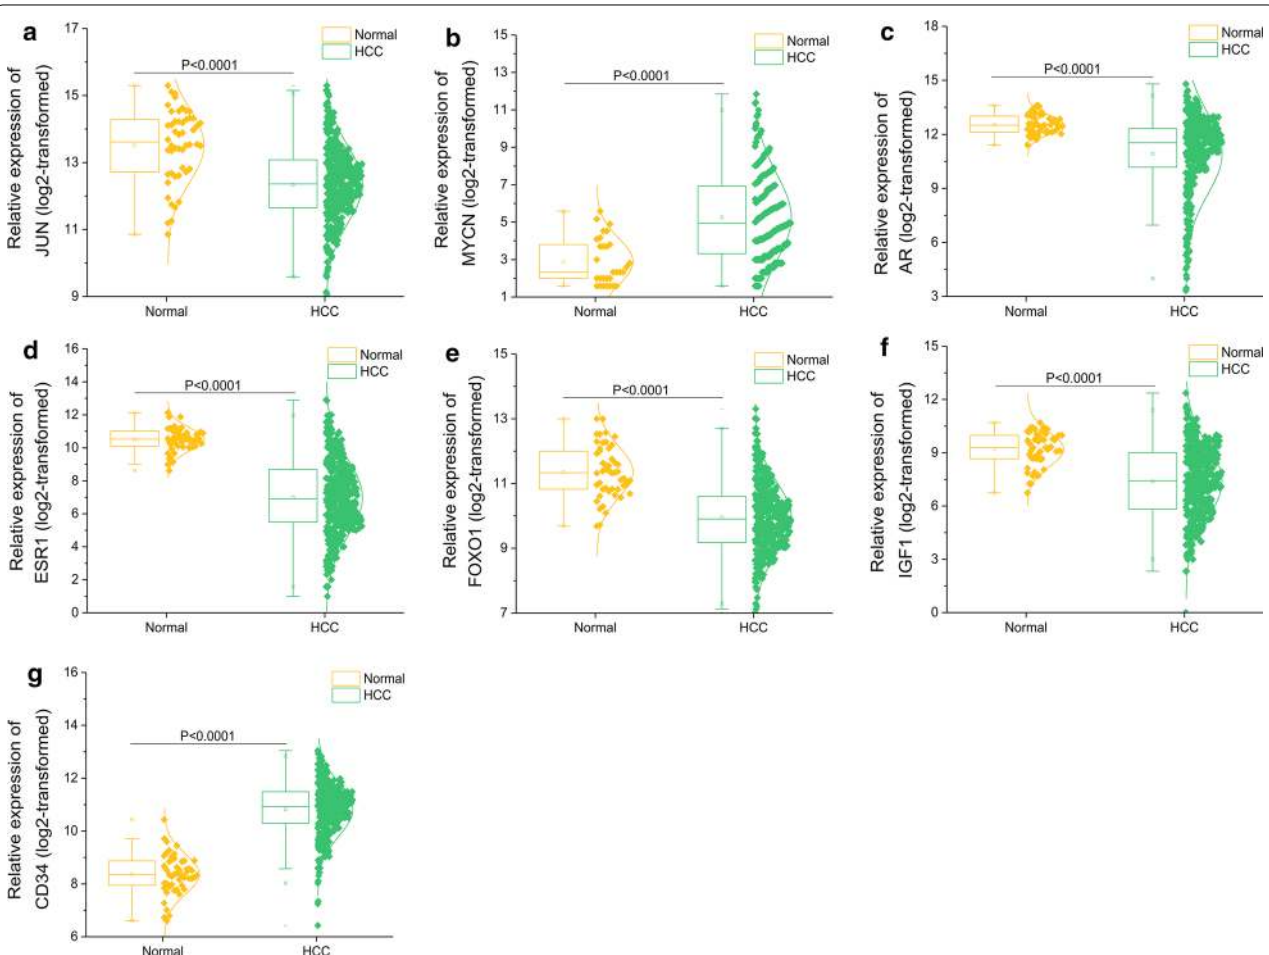 a
Relative expression of
JUN (log2-transformed)
17
15
13
11
9
P<0.0001
Normal
HCC
Normal
HCC
b
Relative expression of
MYCN (log2-transformed)
15
13
11
9
7
5
3
1
P<0.0001
Normal
HCC
Normal
HCC
c
Relative expression of
AR (log2-transformed)
18
15
12
9
6
3
P<0.0001
Normal
HCC
Normal
HCC
d
Relative expression of
ESR1 (log2-transformed)
16
14
12
10
8
6
4
2
0
P<0.0001
Normal
HCC
Normal
HCC
e
Relative expression of
FOXO1 (log2-transformed)
15
13
11
9
7
P<0.0001
Normal
HCC
Normal
HCC
f
Relative expression of
IGF1 (log2-transformed)
15
12
9
6
3
0
P<0.0001
Normal
HCC
Normal
HCC
g
Relative expression of
CD34 (log2-transformed)
16
14
12
10
8
6
P<0.0001
Normal
HCC
Normal
HCC